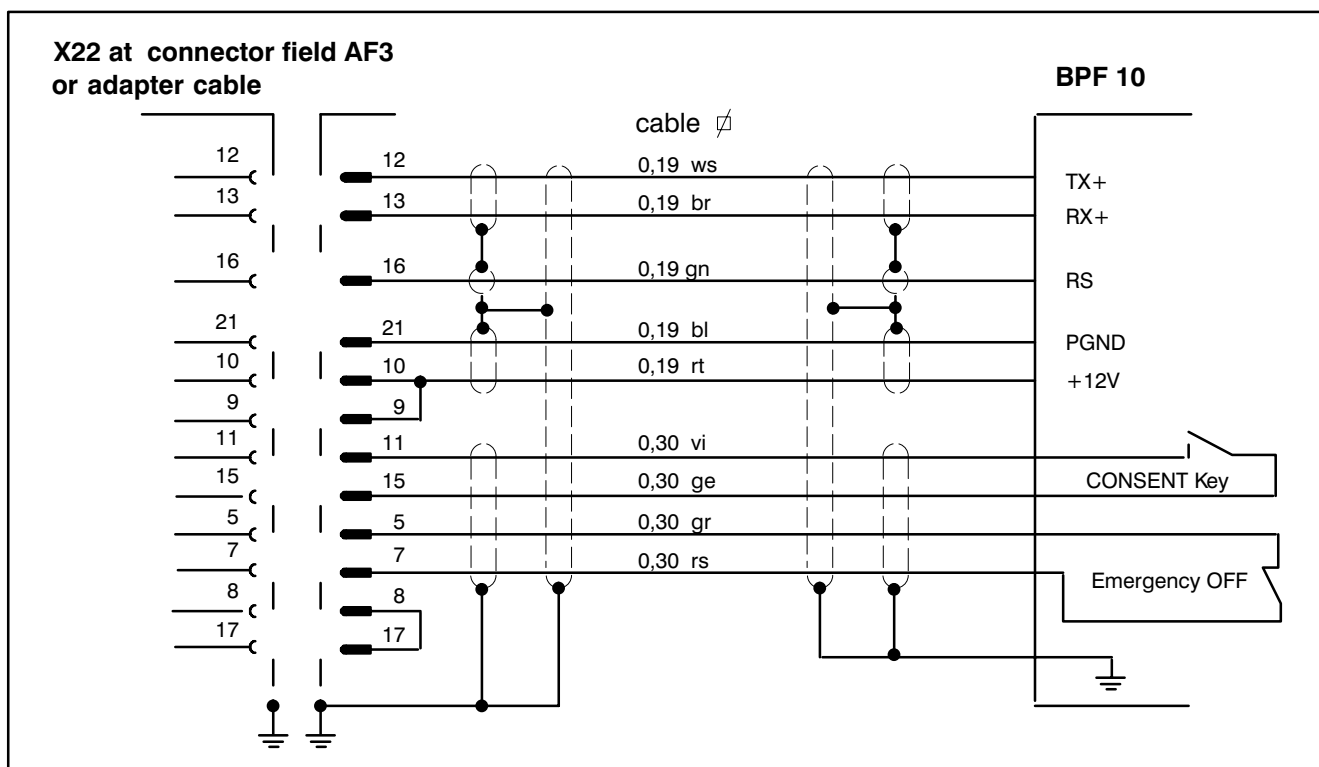 X22 at connector field AF3
or adapter cable
BPF 10
cable
12 12 0,19 ws TX+
13 13 0,19 br RX+
16 16 0,19 gn RS
21 21 0,19 bl PGND
10 10 0,19 rt +12V
9 9
11 11 0,30 vi
15 15 0,30 ge CONSENT Key
5 5 0,30 gr
7 7 0,30 rs Emergency OFF
8 8
17 17